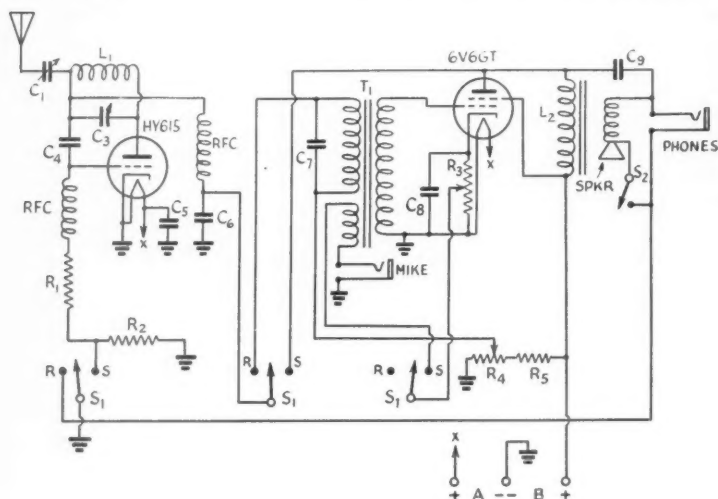 L1
6V6GT
C9
C1
C3
HY615
T1
L2
C4
RFC
C7
PHONES
R3
SPKR
S2
RFC
C5
X
C6
C8
X
MIKE
R1
R2
R
S
R
S
R
S
R4
R5
S1
S1
S1
X
+ A - - B +